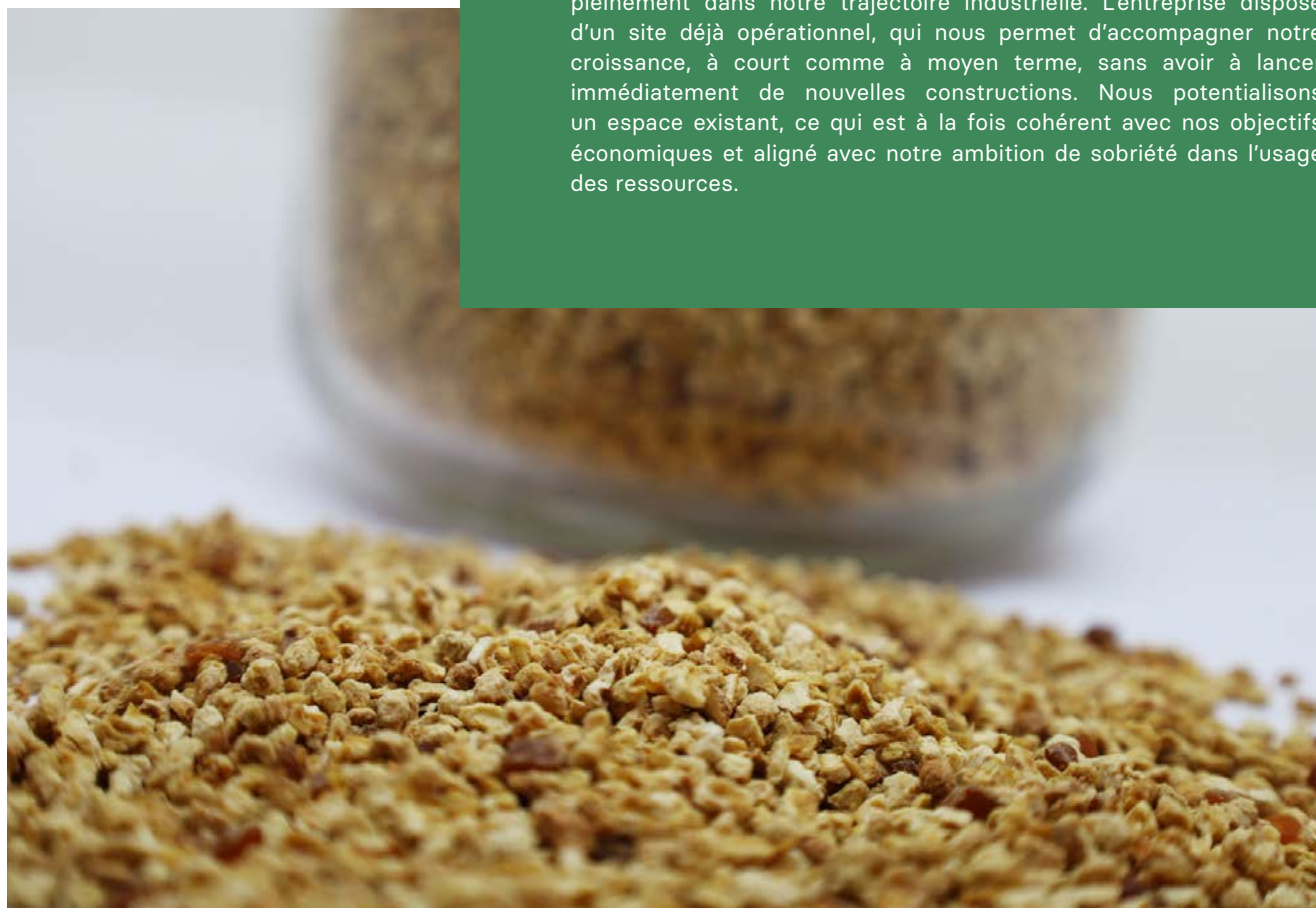 pleinement dans notre trajectoire industrielle. L'entreprise dispose
d'un site déjà opérationnel, qui nous permet d'accompagner notre
croissance, à court comme à moyen terme, sans avoir à lancer
immédiatement de nouvelles constructions. Nous potentialisons
un espace existant, ce qui est à la fois cohérent avec nos objectifs
économiques et aligné avec notre ambition de sobriété dans l'usage
des ressources.